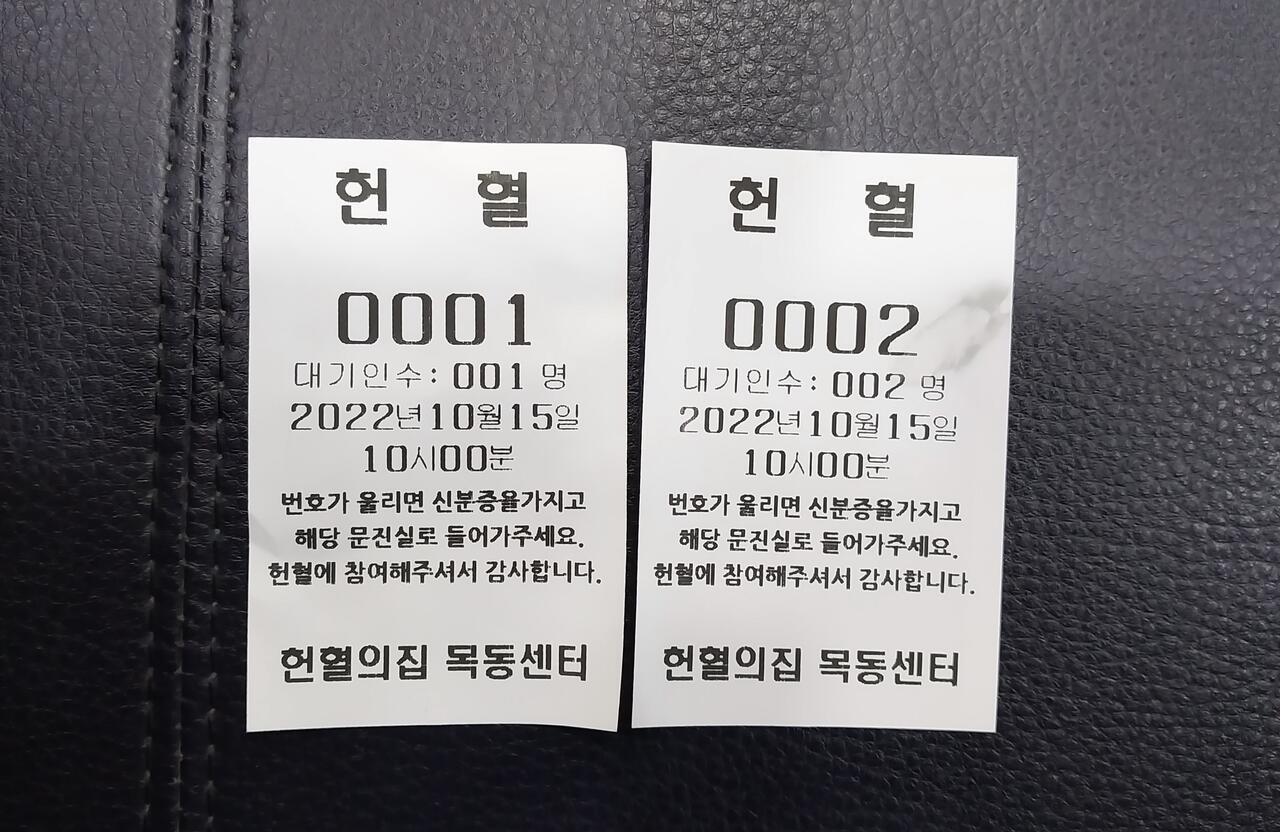 헌 혈
0001
대기인수: 001 명
2022년10월15일
10시00분
번호가 울리면 신분증을가지고
해당 문진실로 들어가주세요.
헌혈에 참여해주셔서 감사합니다.
헌혈의집 목동센터
헌 혈
0002
대기인수: 002 명
2022년10월15일
10시00분
번호가 울리면 신분증을가지고
해당 문진실로 들어가주세요.
헌혈에 참여해주셔서 감사합니다.
헌혈의집 목동센터